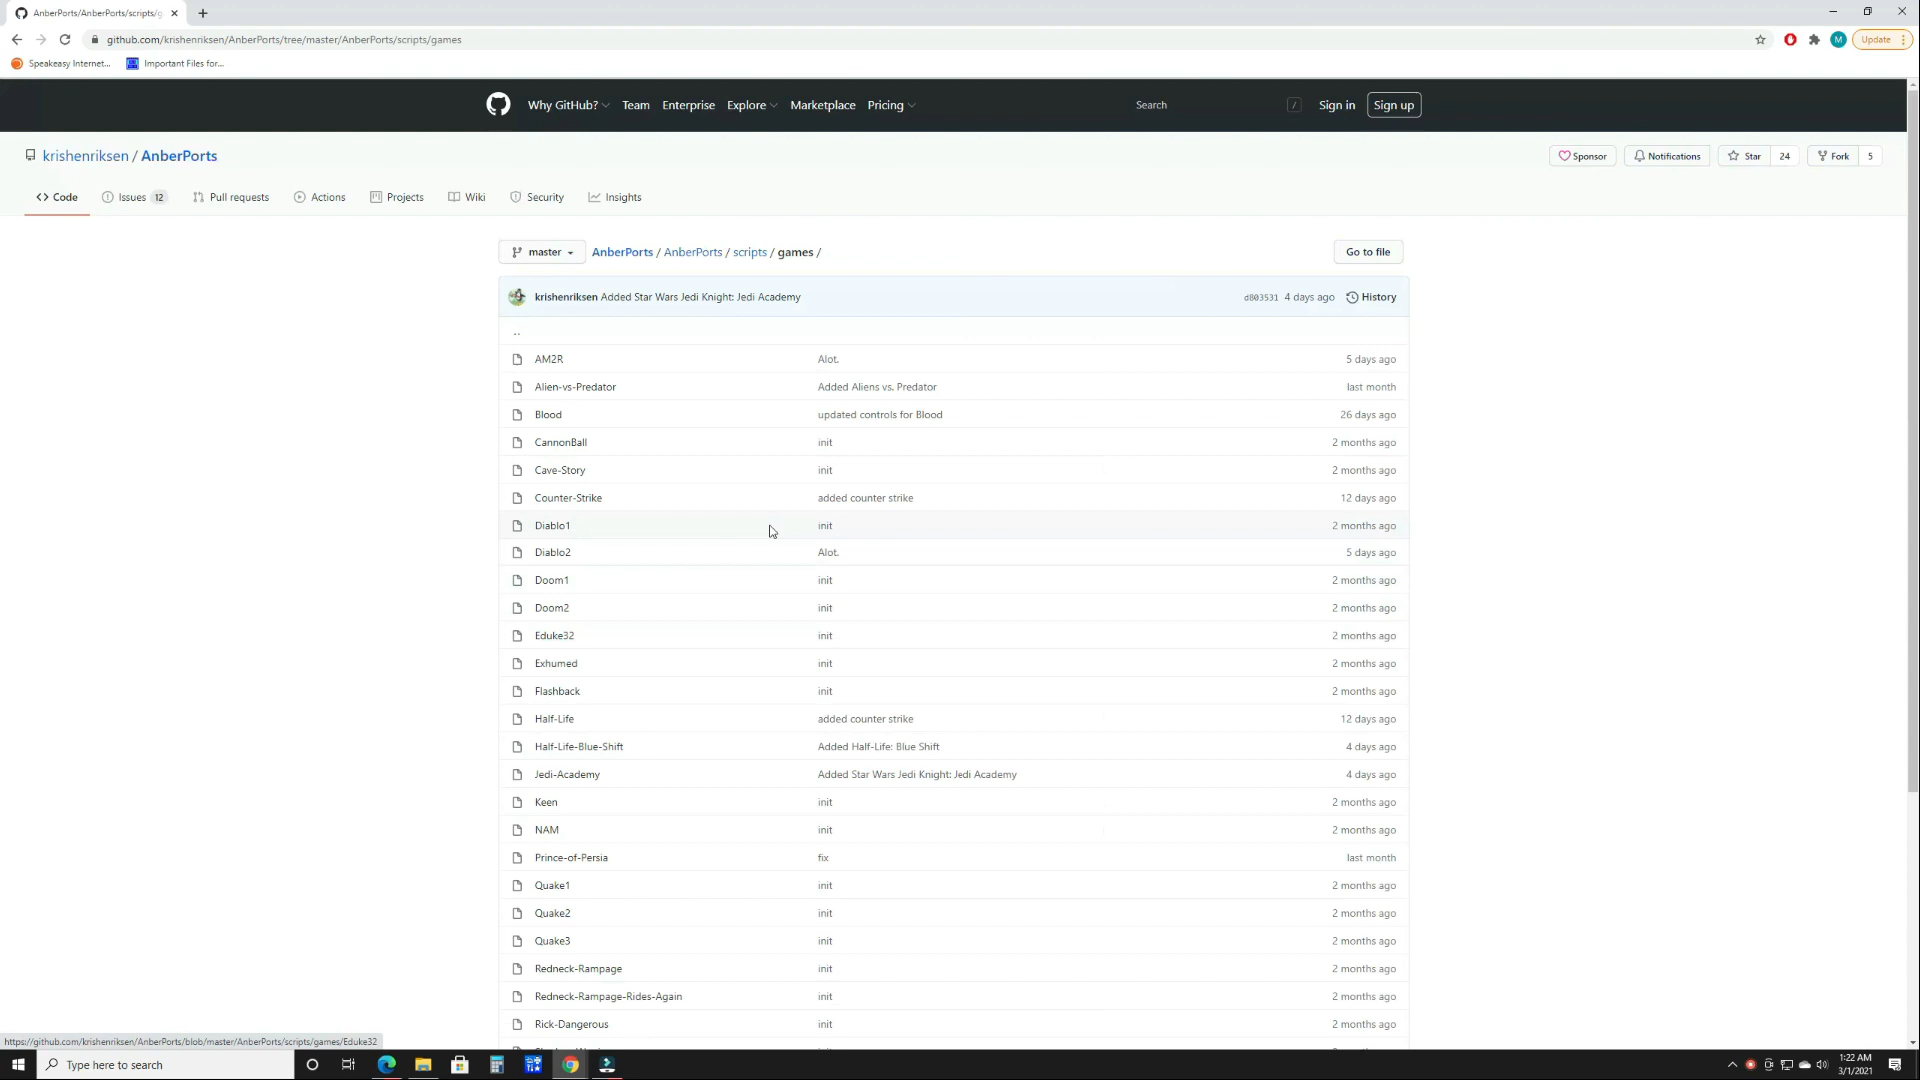 AnberPorts/AnberPorts/scripts/g
github.com/krishenriksen/AnberPorts/tree/master/AnberPorts/scripts/games
M
Update
Speakeasy Internet...
Important Files for...
Why GitHub?
Team
Enterprise
Explore
Marketplace
Pricing
Search
/
Sign in
Sign up
krishenriksen / AnberPorts
Sponsor
Notifications
Star 24
Fork 5
Code
Issues 12
Pull requests
Actions
Projects
Wiki
Security
Insights
master
AnberPorts / AnberPorts / scripts / games /
Go to file
krishenriksen Added Star Wars Jedi Knight: Jedi Academy d803531 4 days ago History
..
AM2R Alot. 5 days ago
Alien-vs-Predator Added Aliens vs. Predator last month
Blood updated controls for Blood 26 days ago
CannonBall init 2 months ago
Cave-Story init 2 months ago
Counter-Strike added counter strike 12 days ago
Diablo1 init 2 months ago
Diablo2 Alot. 5 days ago
Doom1 init 2 months ago
Doom2 init 2 months ago
Eduke32 init 2 months ago
Exhumed init 2 months ago
Flashback init 2 months ago
Half-Life added counter strike 12 days ago
Half-Life-Blue-Shift Added Half-Life: Blue Shift 4 days ago
Jedi-Academy Added Star Wars Jedi Knight: Jedi Academy 4 days ago
Keen init 2 months ago
NAM init 2 months ago
Prince-of-Persia fix last month
Quake1 init 2 months ago
Quake2 init 2 months ago
Quake3 init 2 months ago
Redneck-Rampage init 2 months ago
Redneck-Rampage-Rides-Again init 2 months ago
Rick-Dangerous init 2 months ago
https://github.com/krishenriksen/AnberPorts/blob/master/AnberPorts/scripts/games/Eduke32
Type here to search
1:22 AM
3/1/2021